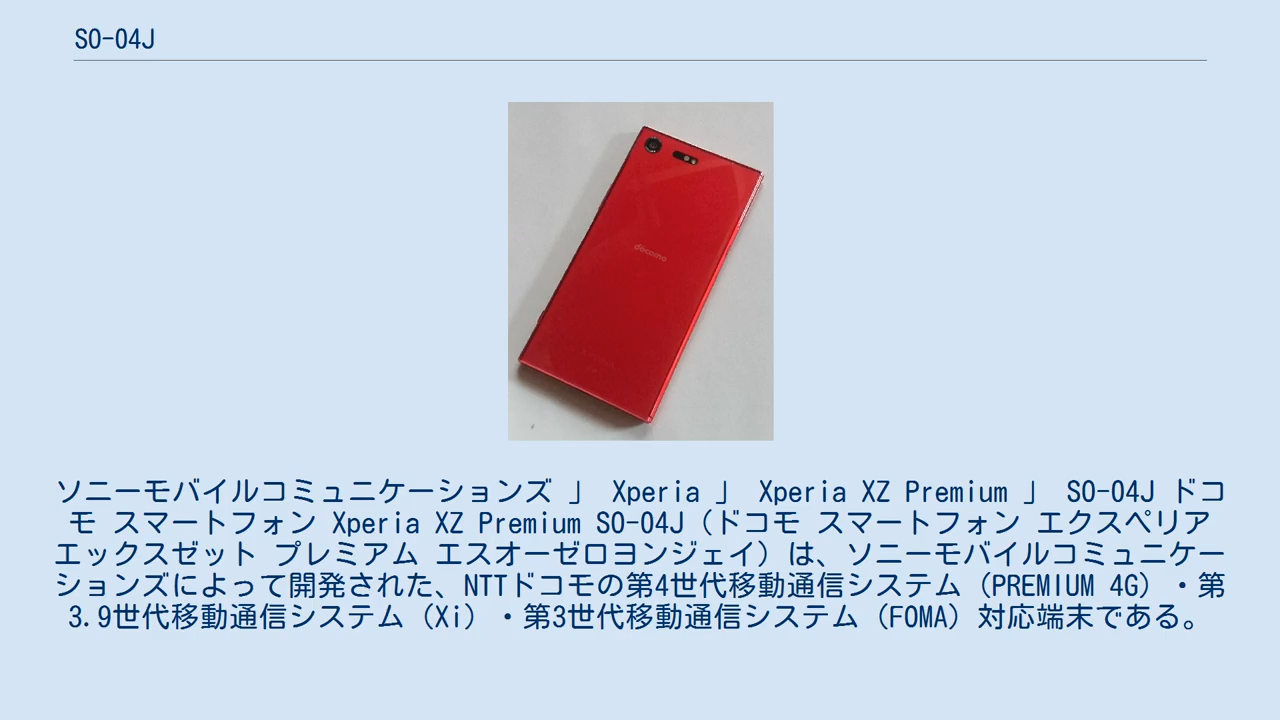 SO-04J
docomo
ソニーモバイルコミュニケーションズ 」 Xperia 」 Xperia XZ Premium 」 SO-04J ドコ
モ スマートフォン Xperia XZ Premium SO-04J（ドコモ スマートフォン エクスペリア
エックスゼット プレミアム エスオーゼロヨンジェイ）は、ソニーモバイルコミュニケー
ションズによって開発された、NTTドコモの第4世代移動通信システム（PREMIUM 4G）・第
3.9世代移動通信システム（Xi）・第3世代移動通信システム（FOMA）対応端末である。